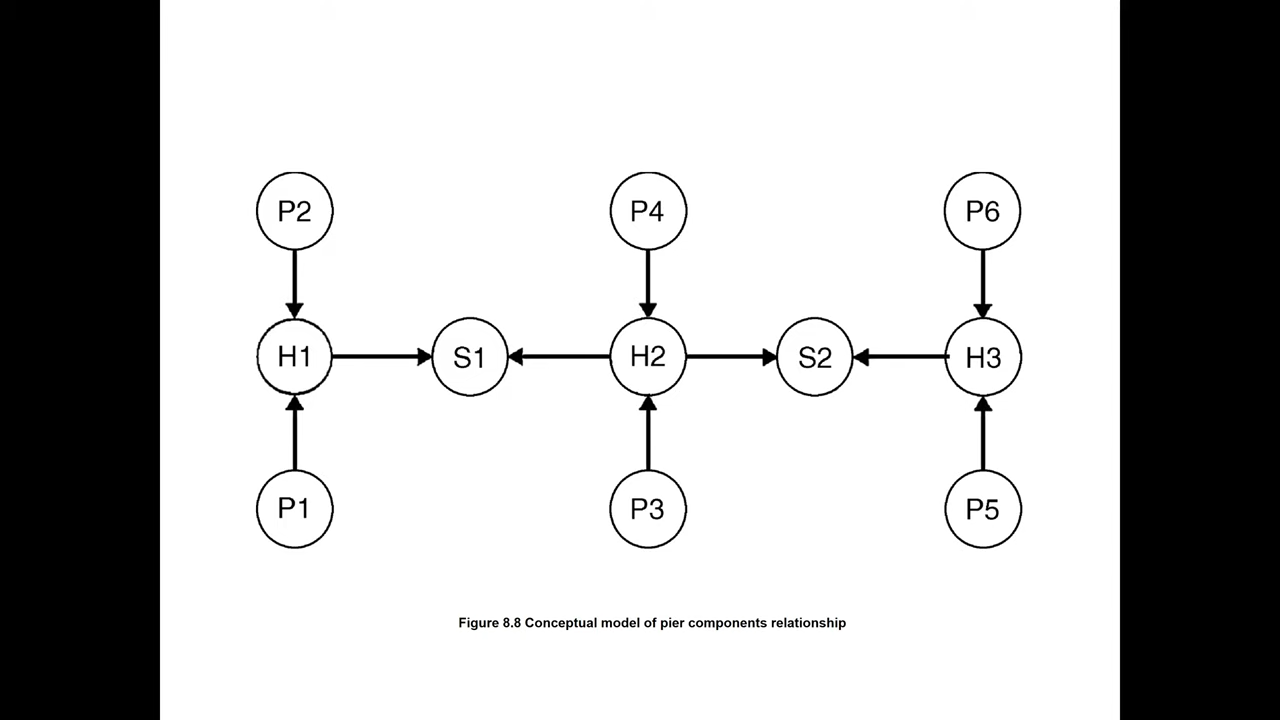 P2
P4
P6
H1
S1
H2
S2
H3
P1
P3
P5
Figure 8.8 Conceptual model of pier components relationship